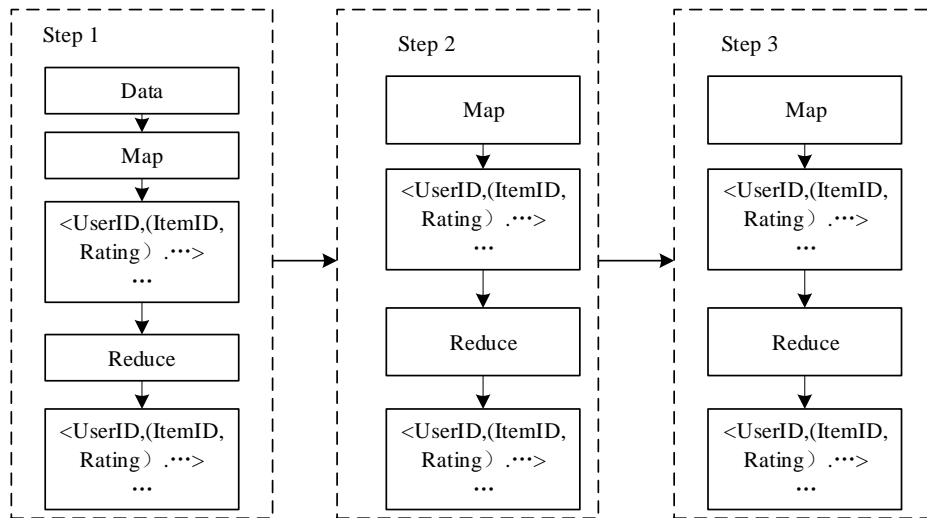 Step 1
Data
Map
<UserID,(ItemID,
Rating） .···>
···
Reduce
<UserID,(ItemID,
Rating） .···>
···
Step 2
Map
<UserID,(ItemID,
Rating） .···>
···
Reduce
<UserID,(ItemID,
Rating） .···>
···
Step 3
Map
<UserID,(ItemID,
Rating） .···>
···
Reduce
<UserID,(ItemID,
Rating） .···>
···